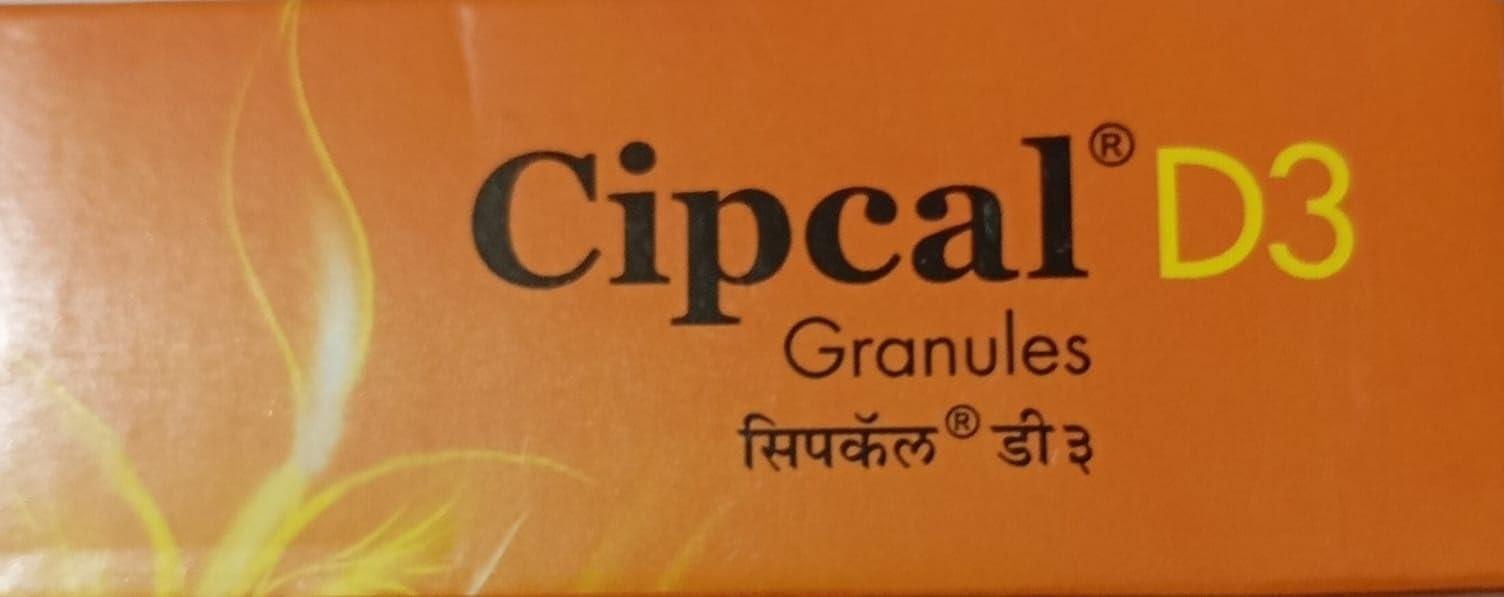 Cipcal® D3
Granules
सिपकॅल® डी ३